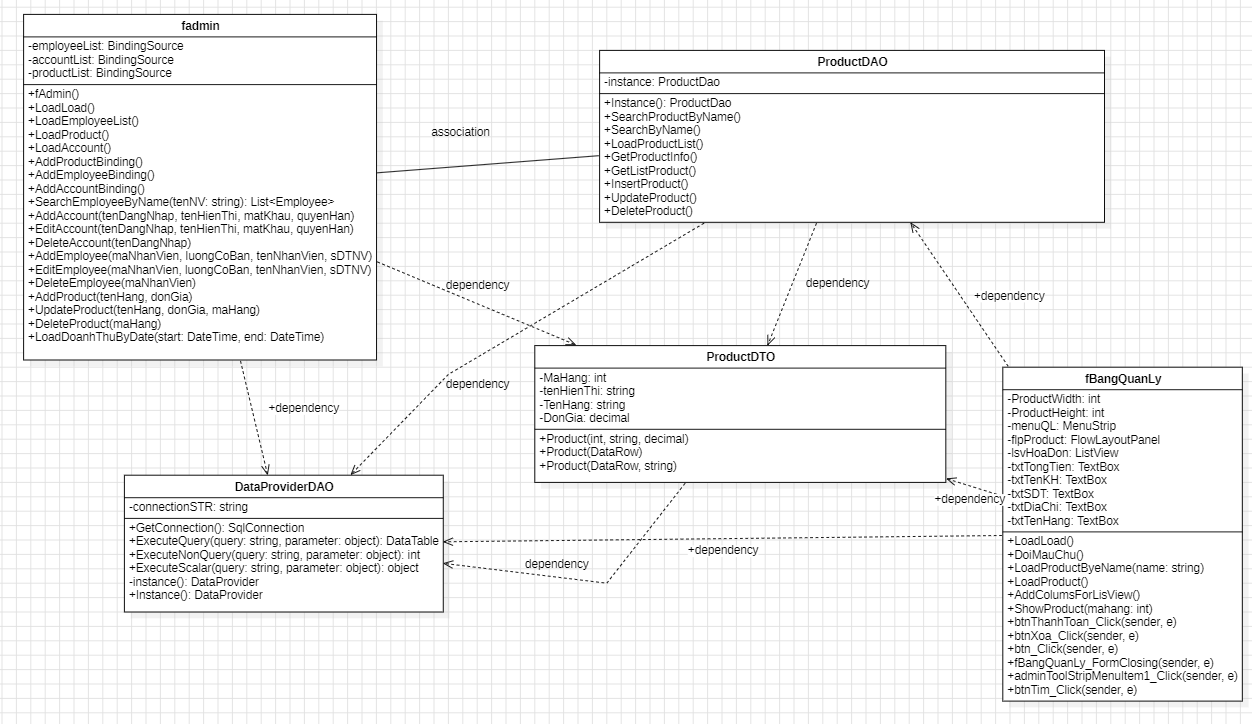 fadmin
-employeeList: BindingSource
-accountList: BindingSource
-productList: BindingSource
+fAdmin()
+LoadLoad()
+LoadEmployeeList()
+LoadProduct()
+LoadAccount()
+AddProductBinding()
+AddEmployeeBinding()
+AddAccountBinding()
+SearchEmployeeByName(tenNV: string): List<Employee>
+AddAccount(tenDangNhap, tenHienThi, matKhau, quyenHan)
+EditAccount(tenDangNhap, tenHienThi, matKhau, quyenHan)
+DeleteAccount(tenDangNhap)
+AddEmployee(maNhanVien, luongCoBan, tenNhanVien, sDTNV)
+EditEmployee(maNhanVien, luongCoBan, tenNhanVien, sDTNV)
+DeleteEmployee(maNhanVien)
+AddProduct(tenHang, donGia)
+UpdateProduct(tenHang, donGia, maHang)
+DeleteProduct(maHang)
+LoadDoanhThuByDate(start: DateTime, end: DateTime)
association
ProductDAO
-instance: ProductDao
+Instance(): ProductDao
+SearchProductByName()
+SearchByName()
+LoadProductList()
+GetProductInfo()
+GetListProduct()
+InsertProduct()
+UpdateProduct()
+DeleteProduct()
dependency
dependency
+dependency
dependency
+dependency
ProductDTO
-MaHang: int
-tenHienThi: string
-TenHang: string
-DonGia: decimal
+Product(int, string, decimal)
+Product(DataRow)
+Product(DataRow, string)
fBangQuanLy
-ProductWidth: int
-ProductHeight: int
-menuQL: MenuStrip
-flpProduct: FlowLayoutPanel
-lsvHoaDon: ListView
-txtTongTien: TextBox
-txtTenKH: TextBox
-txtSDT: TextBox
-txtDiaChi: TextBox
-txtTenHang: TextBox
+LoadLoad()
+DoiMauChu()
+LoadProductByeName(name: string)
+LoadProduct()
+AddColumsForLisView()
+ShowProduct(mahang: int)
+btnThanhToan_Click(sender, e)
+btnXoa_Click(sender, e)
+btn_Click(sender, e)
+fBangQuanLy_FormClosing(sender, e)
+adminToolStripMenuItem1_Click(sender, e)
+btnTim_Click(sender, e)
+dependency
+dependency
dependency
DataProviderDAO
-connectionSTR: string
+GetConnection(): SqlConnection
+ExecuteQuery(query: string, parameter: object): DataTable
+ExecuteNonQuery(query: string, parameter: object): int
+ExecuteScalar(query: string, parameter: object): object
-instance(): DataProvider
+Instance(): DataProvider